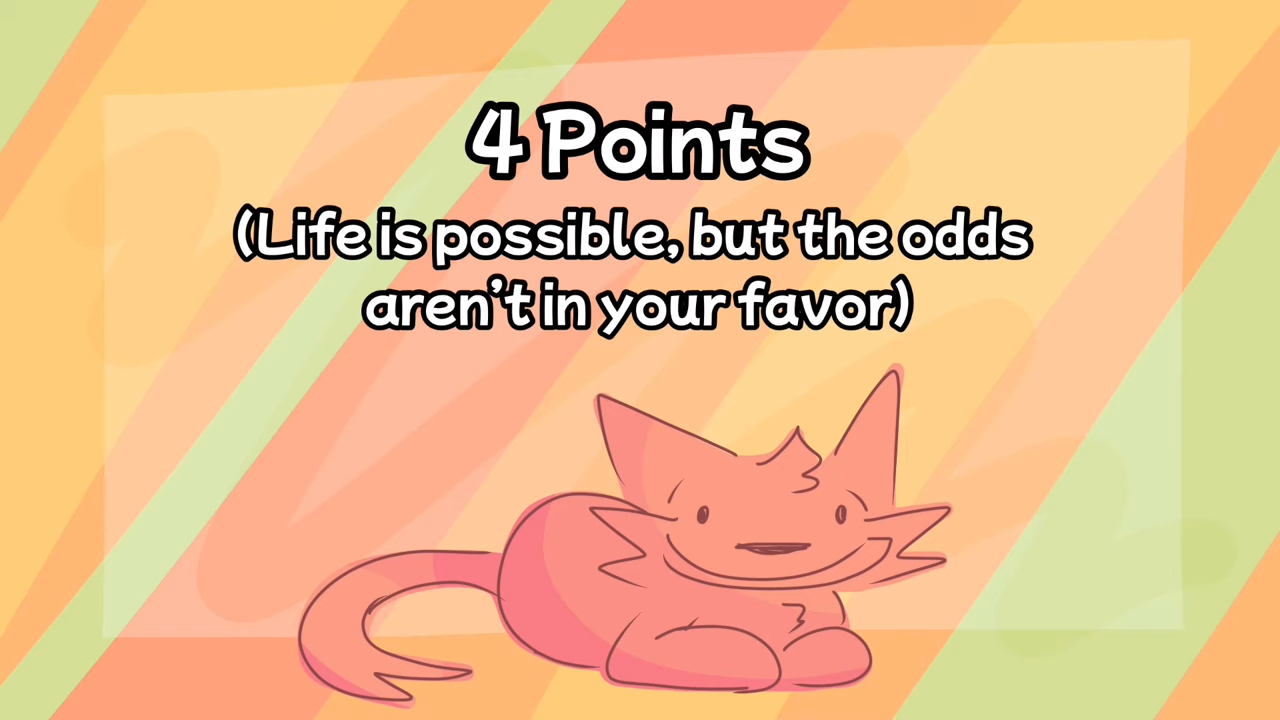 4 Points
(Life is possible, but the odds
aren't in your favor)